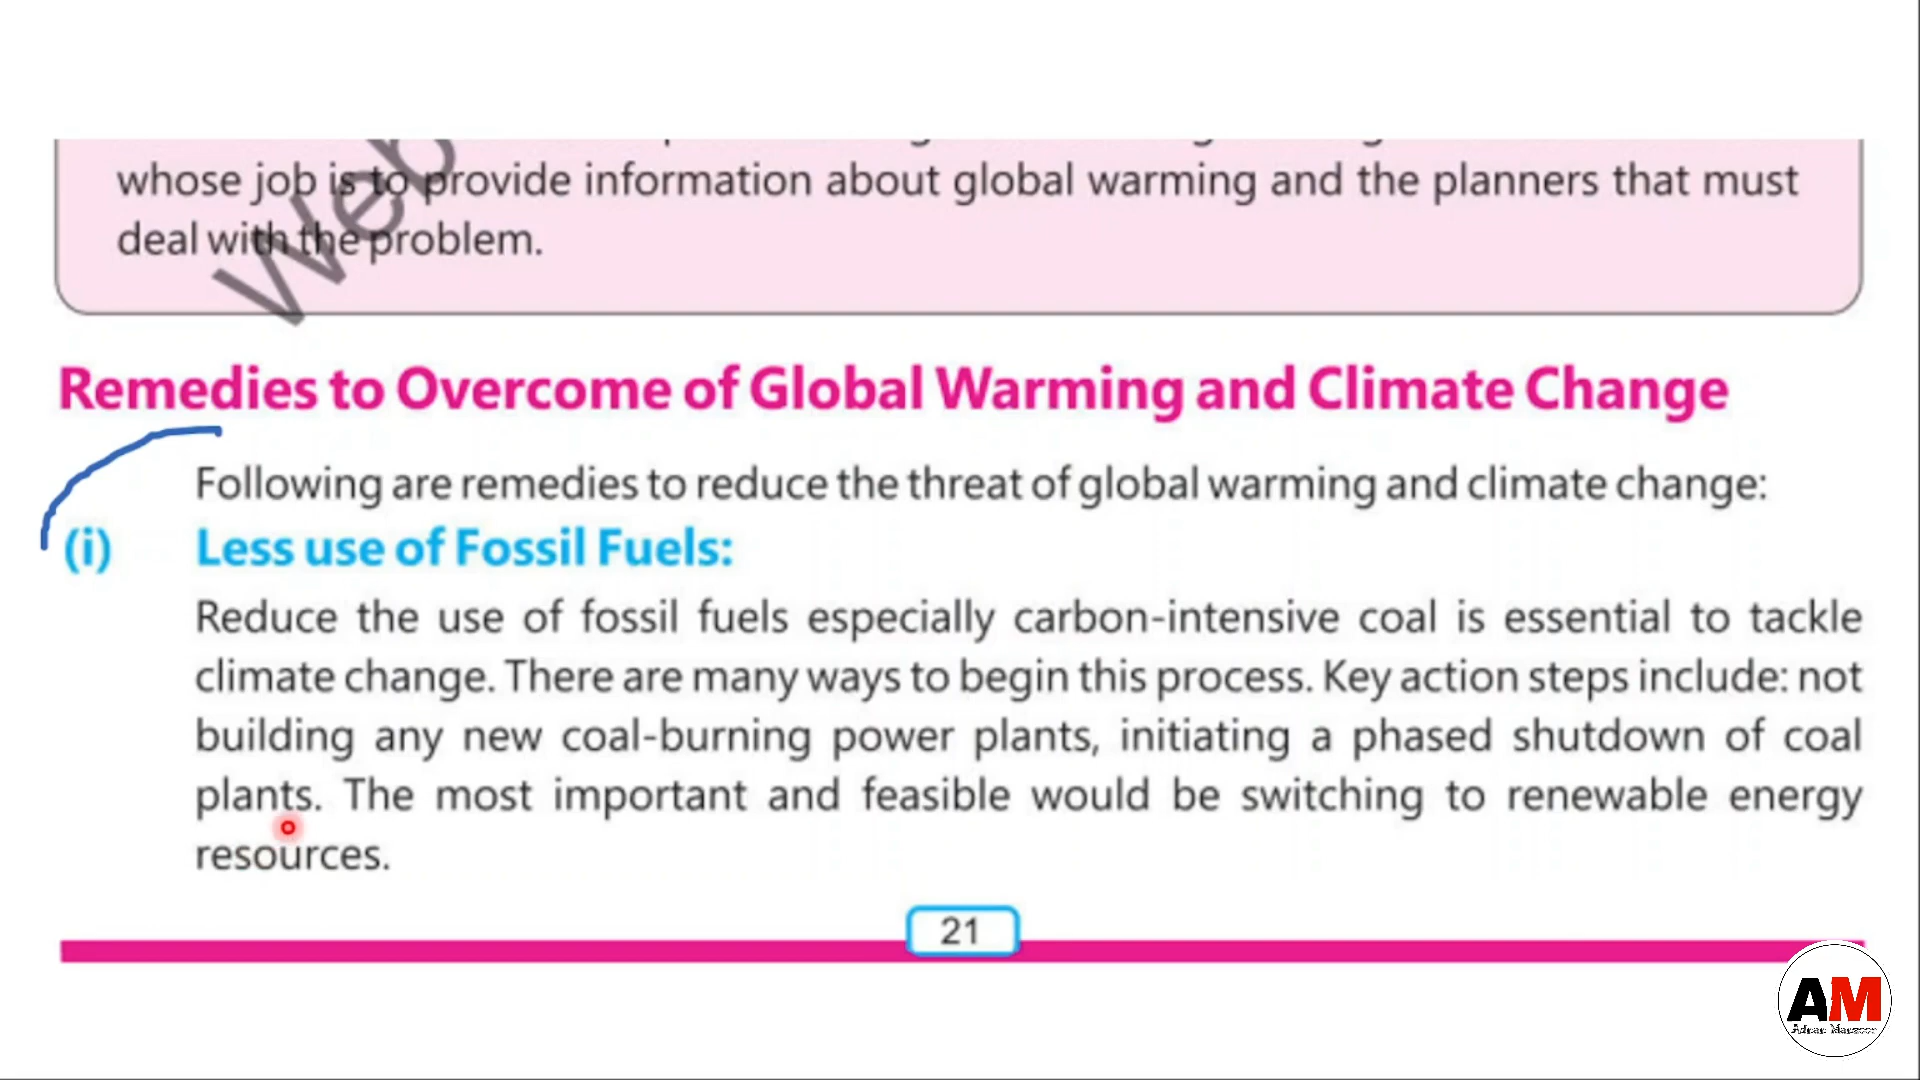 whose job is to provide information about global warming and the planners that must
deal with the problem.
Web
Remedies to Overcome of Global Warming and Climate Change
Following are remedies to reduce the threat of global warming and climate change:
(i) Less use of Fossil Fuels:
Reduce the use of fossil fuels especially carbon-intensive coal is essential to tackle
climate change. There are many ways to begin this process. Key action steps include: not
building any new coal-burning power plants, initiating a phased shutdown of coal
plants. The most important and feasible would be switching to renewable energy
resources.
21
AM